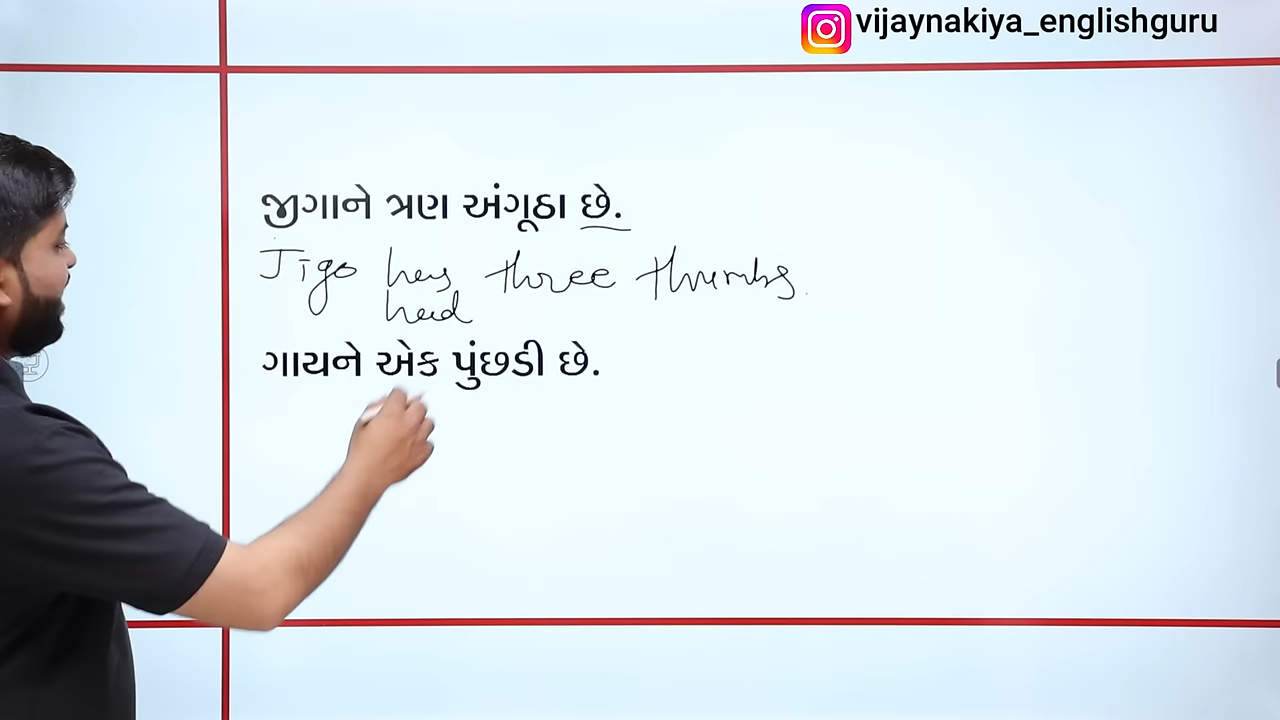 vijaynakiya_englishguru
જીગાને ત્રણ અંગૂઠા છે.
Jigo has three thumbs.
had
ગાયને એક પુંછડી છે.